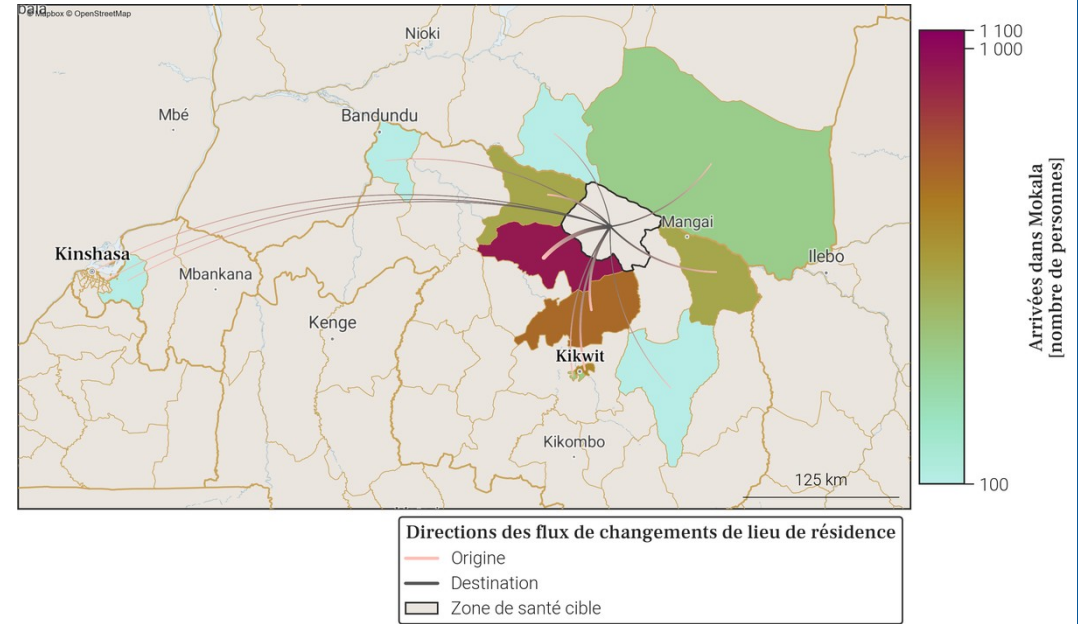 © Mapbox © OpenStreetMap
Nioki
Mbé
Bandundu
Kinshasa
Mbankana
Mangai
Ilebo
Kenge
Kikwit
Kikombo
125 km
1 100
1 000
100
Arrivées dans Mokala
[nombre de personnes]
Directions des flux de changements de lieu de résidence
Origine
Destination
Zone de santé cible